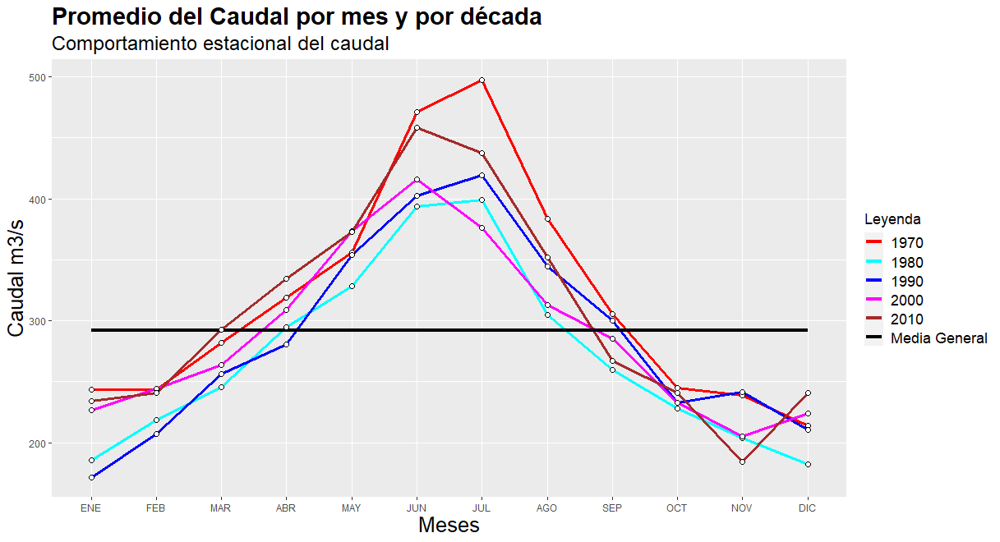 Promedio del Caudal por mes y por década
Comportamiento estacional del caudal
Caudal m3/s
500
400
300
200
ENE FEB MAR ABR MAY JUN JUL AGO SEP OCT NOV DIC
Meses
Leyenda
1970
1980
1990
2000
2010
Media General